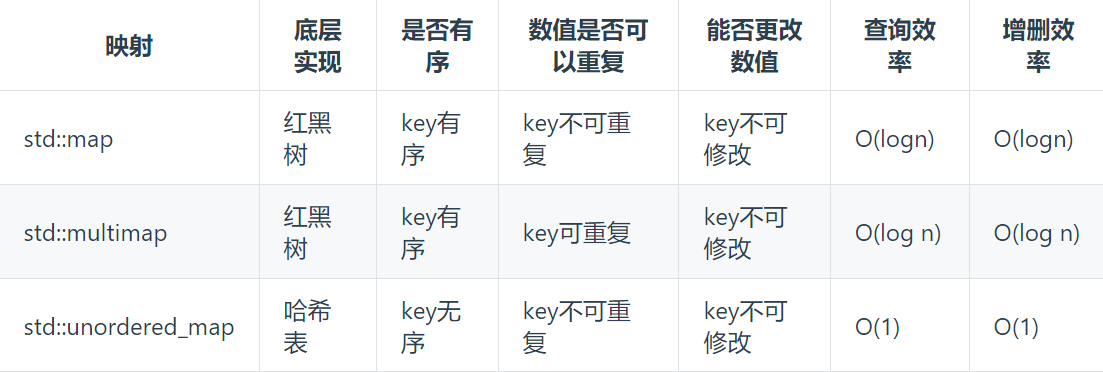 映射 底层实现 是否有序 数值是否可以重复 能否更改数值 查询效率 增删效率
std::map 红黑树 key有序 key不可重复 key不可修改 O(logn) O(logn)
std::multimap 红黑树 key有序 key可重复 key不可修改 O(log n) O(log n)
std::unordered_map 哈希表 key无序 key不可重复 key不可修改 O(1) O(1)